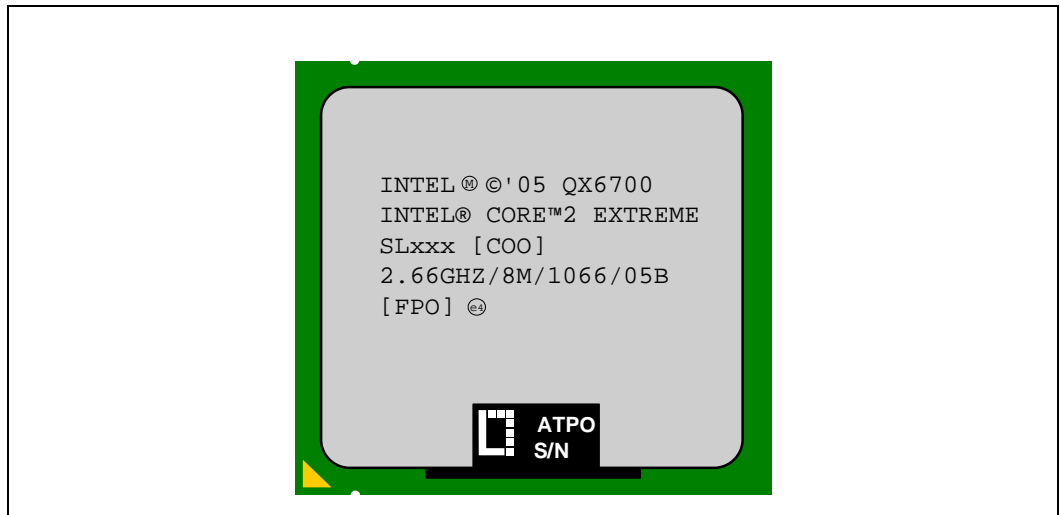 INTEL Ⓜ ©'05 QX6700
INTEL® CORE™2 EXTREME
SLxxx [COO]
2.66GHZ/8M/1066/05B
[FPO] e4
ATPO
S/N